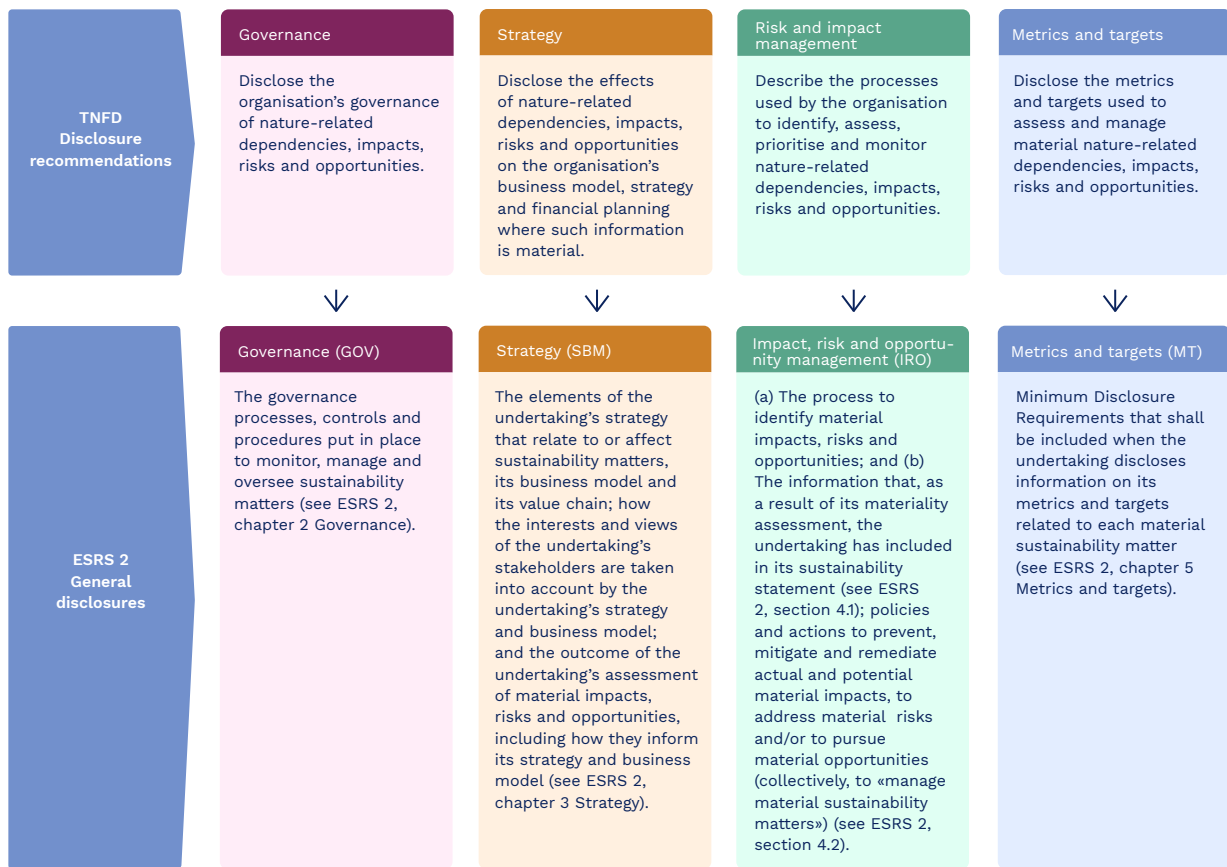 TNFD
Disclosure
recommendations
Governance
Disclose the
organisation's governance
of nature-related
dependencies, impacts,
risks and opportunities.
Strategy
Disclose the effects
of nature-related
dependencies, impacts,
risks and opportunities
on the organisation's
business model, strategy
and financial planning
where such information
is material.
Risk and impact
management
Describe the processes
used by the organisation
to identify, assess,
prioritise and monitor
nature-related
dependencies, impacts,
risks and opportunities.
Metrics and targets
Disclose the metrics
and targets used to
assess and manage
material nature-related
dependencies, impacts,
risks and opportunities.
ESRS 2
General
disclosures
Governance (GOV)
The governance
processes, controls and
procedures put in place
to monitor, manage and
oversee sustainability
matters (see ESRS 2,
chapter 2 Governance).
Strategy (SBM)
The elements of the
undertaking's strategy
that relate to or affect
sustainability matters,
its business model and
its value chain; how
the interests and views
of the undertaking's
stakeholders are taken
into account by the
undertaking's strategy
and business model;
and the outcome of the
undertaking's assessment
of material impacts,
risks and opportunities,
including how they inform
its strategy and business
model (see ESRS 2,
chapter 3 Strategy).
Impact, risk and opportu-
nity management (IRO)
(a) The process to
identify material
impacts, risks and
opportunities; and (b)
The information that, as
a result of its materiality
assessment, the
undertaking has included
in its sustainability
statement (see ESRS
2, section 4.1); policies
and actions to prevent,
mitigate and remediate
actual and potential
material impacts, to
address material risks
and/or to pursue
material opportunities
(collectively, to «manage
material sustainability
matters») (see ESRS 2,
section 4.2).
Metrics and targets (MT)
Minimum Disclosure
Requirements that shall
be included when the
undertaking discloses
information on its
metrics and targets
related to each material
sustainability matter
(see ESRS 2, chapter 5
Metrics and targets).